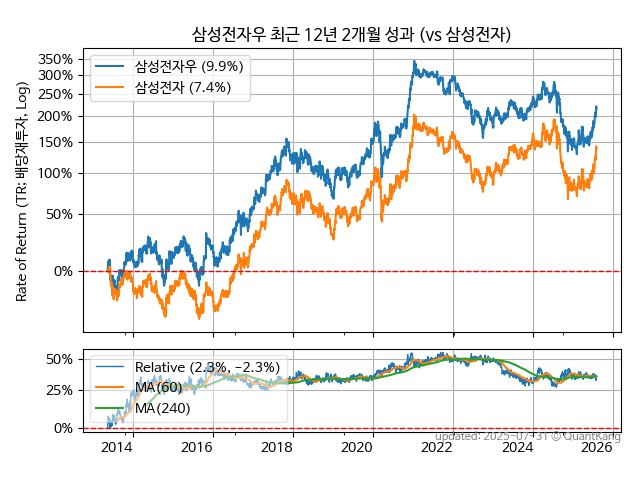 삼성전자우 최근 12년 2개월 성과 (vs 삼성전자)
Rate of Return (TR: 배당재투자, Log)
350%
300%
250%
200%
150%
100%
50%
0%
삼성전자우 (9.9%)
삼성전자 (7.4%)
50%
25%
0%
Relative (2.3%, −2.3%)
MA(60)
MA(240)
updated: 2025-07-31 © QuantKang
2014 2016 2018 2020 2022 2024 2026